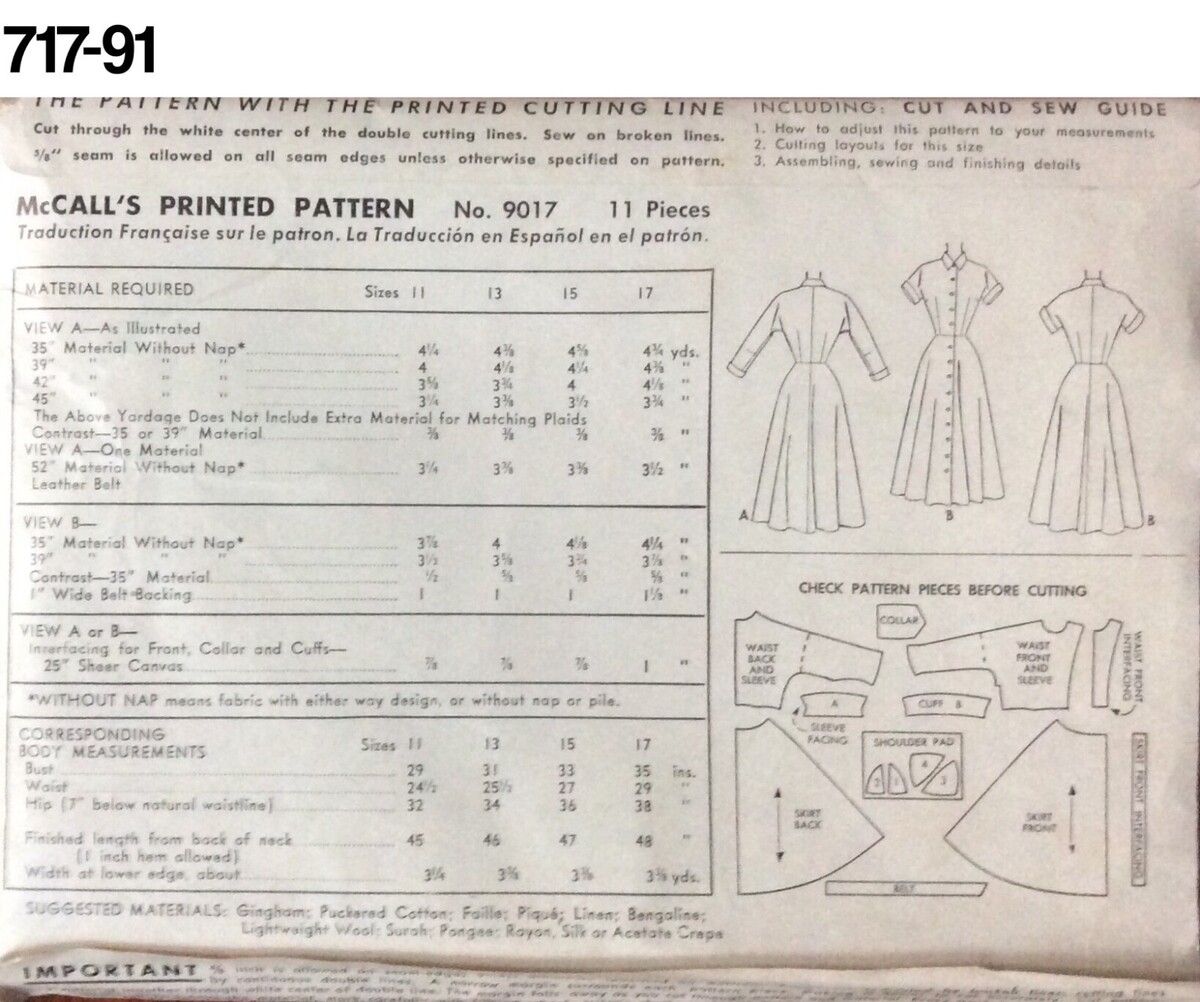 717-91
THE PATTERN WITH THE PRINTED CUTTING LINE
Cut through the white center of the double cutting lines. Sew on broken lines.
5/8" seam is allowed on all seam edges unless otherwise specified on pattern.
INCLUDING: CUT AND SEW GUIDE
1. How to adjust this pattern to your measurements
2. Cutting layouts for this size
3. Assembling, sewing and finishing details
McCALL'S PRINTED PATTERN No. 9017 11 Pieces
Traduction Française sur le patron. La Traducción en Español en el patrón.
MATERIAL REQUIRED Sizes 11 13 15 17
VIEW A—As Illustrated
35" Material Without Nap* 4¼ 4⅜ 4⅝ 4¾ yds.
39" " " " 4 4⅛ 4¼ 4⅜ "
42" " " " 3⅝ 3¾ 4 4⅛ "
45" " " " 3¼ 3⅜ 3½ 3¾ "
The Above Yardage Does Not Include Extra Material for Matching Plaids
Contrast—35 or 39" Material ⅜ ⅜ ⅜ ⅜ "
VIEW A—One Material
52" Material Without Nap* 3¼ 3⅜ 3⅜ 3½ "
Leather Belt
VIEW B—
35" Material Without Nap* 3⅞ 4 4⅛ 4¼ "
39" " " " 3½ 3⅝ 3¾ 3⅞ "
Contrast—35" Material ½ ⅝ ⅝ ⅝ "
1" Wide Belt-Backing 1 1 1 1⅛ "
VIEW A or B—
Interfacing for Front, Collar and Cuffs—
25" Sheer Canvas ⅞ ⅞ ⅞ 1 "
*WITHOUT NAP means fabric with either way design, or without nap or pile.
CORRESPONDING
BODY MEASUREMENTS Sizes 11 13 15 17
Bust 29 31 33 35 ins.
Waist 24½ 25½ 27 29 "
Hip (7" below natural waistline) 32 34 36 38 "
Finished length from back of neck 45 46 47 48 "
(1 inch hem allowed)
Width at lower edge, about 3¼ 3⅜ 3⅜ yds.
SUGGESTED MATERIALS: Gingham; Puckered Cotton; Faille; Piqué; Linen; Bengaline;
Lightweight Wool; Surah; Pongee; Rayon, Silk or Acetate Crepe
IMPORTANT
A
B
B
CHECK PATTERN PIECES BEFORE CUTTING
COLLAR
WAIST
BACK
AND
SLEEVE
WAIST
FRONT
AND
SLEEVE
WAIST FRONT
INTERFACING
A
CUFF B
SLEEVE
FACING
SHOULDER PAD
2
1
4
3
SKIRT
BACK
SKIRT
FRONT
SKIRT FRONT INTERFACING
BELT